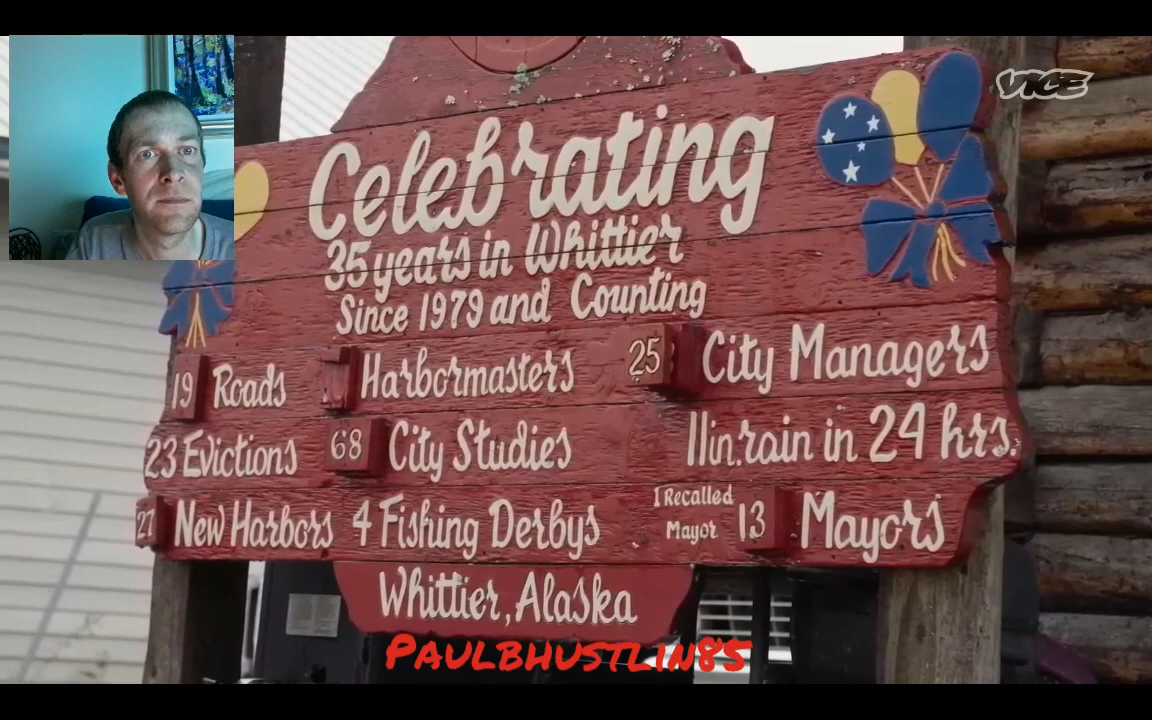 VICE
Celebrating
35 years in Whittier
Since 1979 and Counting
19 Roads Harbormasters 25 City Managers
23 Evictions 68 City Studies 11in. rain in 24 hrs.
27 New Harbors 4 Fishing Derbys 1 Recalled Mayor 13 Mayors
Whittier, Alaska
Paulbhustlin85